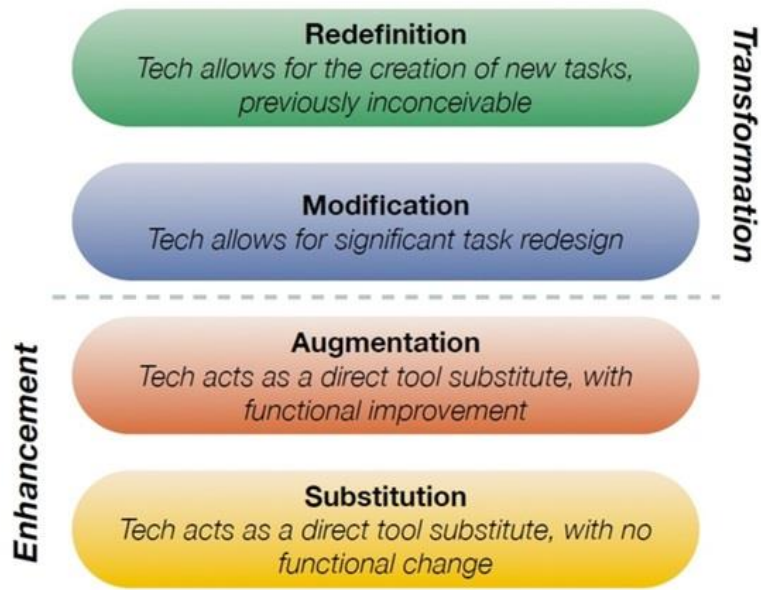 Redefinition
Tech allows for the creation of new tasks,
previously inconceivable
Transformation
Modification
Tech allows for significant task redesign
Enhancement
Augmentation
Tech acts as a direct tool substitute, with
functional improvement
Substitution
Tech acts as a direct tool substitute, with no
functional change